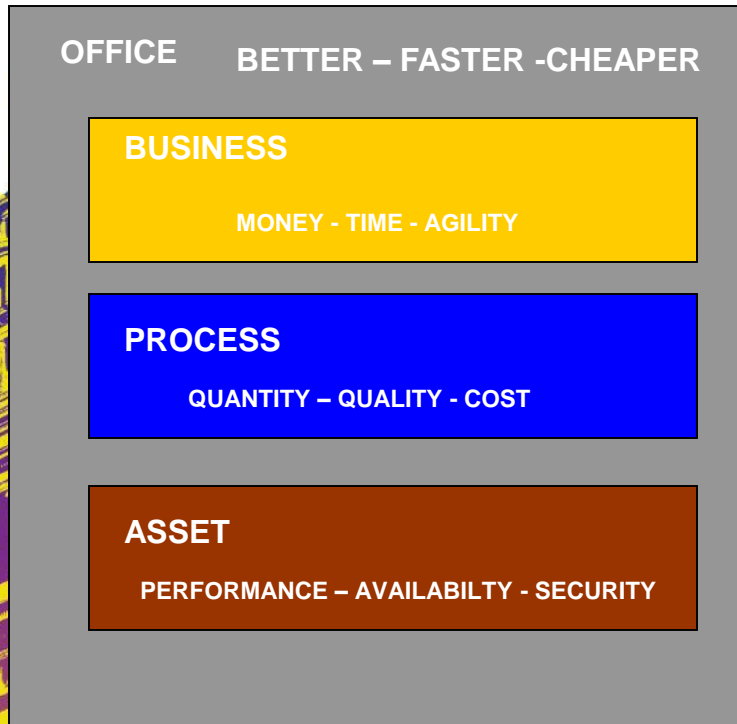 OFFICE BETTER – FASTER -CHEAPER
BUSINESS
MONEY - TIME - AGILITY
PROCESS
QUANTITY – QUALITY - COST
ASSET
PERFORMANCE – AVAILABILTY - SECURITY